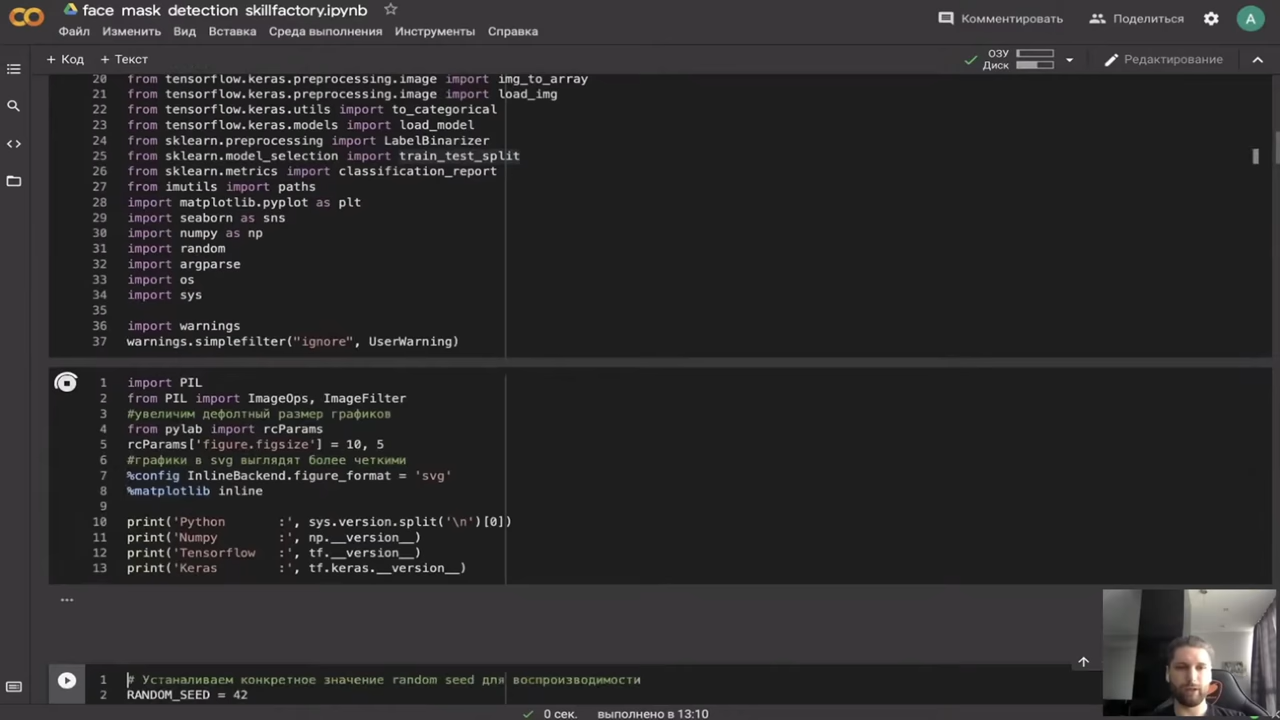 face mask detection skillfactory.ipynb
Файл Изменить Вид Вставка Среда выполнения Инструменты Справка
Комментировать
Поделиться
A
+ Код + Текст
ОЗУ
Диск
Редактирование
20 from tensorflow.keras.preprocessing.image import img_to_array
21 from tensorflow.keras.preprocessing.image import load_img
22 from tensorflow.keras.utils import to_categorical
23 from tensorflow.keras.models import load_model
24 from sklearn.preprocessing import LabelBinarizer
25 from sklearn.model_selection import train_test_split
26 from sklearn.metrics import classification_report
27 from imutils import paths
28 import matplotlib.pyplot as plt
29 import seaborn as sns
30 import numpy as np
31 import random
32 import argparse
33 import os
34 import sys
35
36 import warnings
37 warnings.simplefilter("ignore", UserWarning)
1 import PIL
2 from PIL import ImageOps, ImageFilter
3 #увеличим дефолтный размер графиков
4 from pylab import rcParams
5 rcParams['figure.figsize'] = 10, 5
6 #графики в svg выглядят более четкими
7 %config InlineBackend.figure_format = 'svg'
8 %matplotlib inline
9
10 print('Python :', sys.version.split('\n')[0])
11 print('Numpy :', np.__version__)
12 print('Tensorflow :', tf.__version__)
13 print('Keras :', tf.keras.__version__)
...
1 # Устаналиваем конкретное значение random seed для воспроизводимости
2 RANDOM_SEED = 42
0 сек. выполнено в 13:10